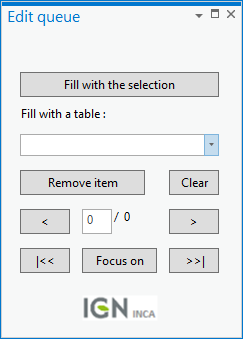 Edit queue
Fill with the selection
Fill with a table :
Remove item
Clear
<
0
/ 0
>
|<<
Focus on
>>|
IGN INCA